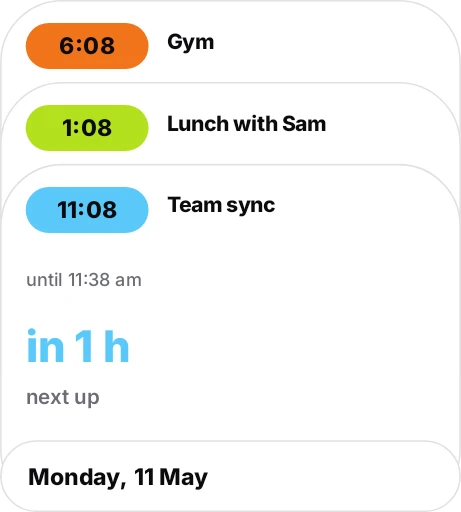 6:08 Gym
1:08 Lunch with Sam
11:08 Team sync
until 11:38 am
in 1 h
next up
Monday, 11 May